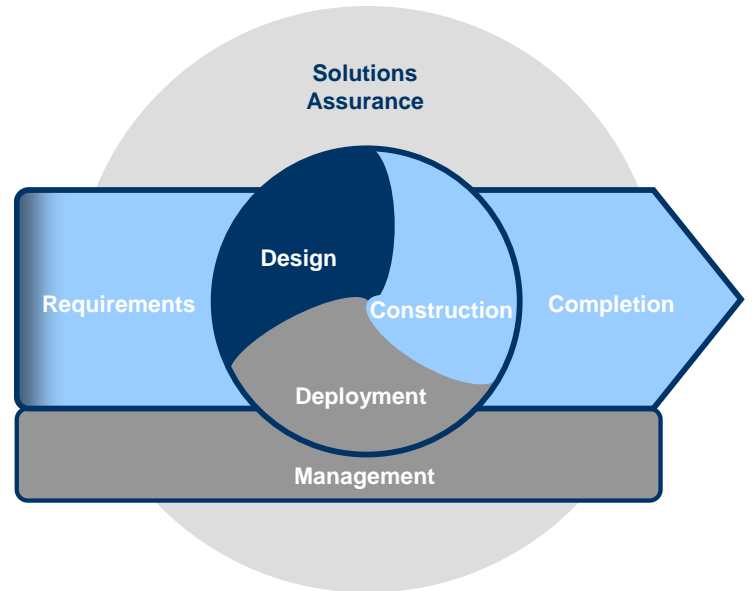 Solutions
Assurance
Design
Requirements
Construction
Completion
Deployment
Management